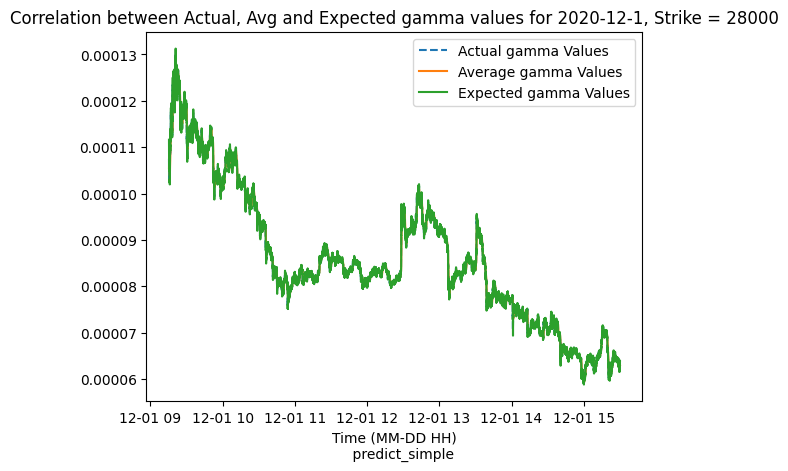 Correlation between Actual, Avg and Expected gamma values for 2020-12-1, Strike = 28000
Actual gamma Values
Average gamma Values
Expected gamma Values
0.00013
0.00012
0.00011
0.00010
0.00009
0.00008
0.00007
0.00006
12-01 09 12-01 10 12-01 11 12-01 12 12-01 13 12-01 14 12-01 15
Time (MM-DD HH)
predict_simple